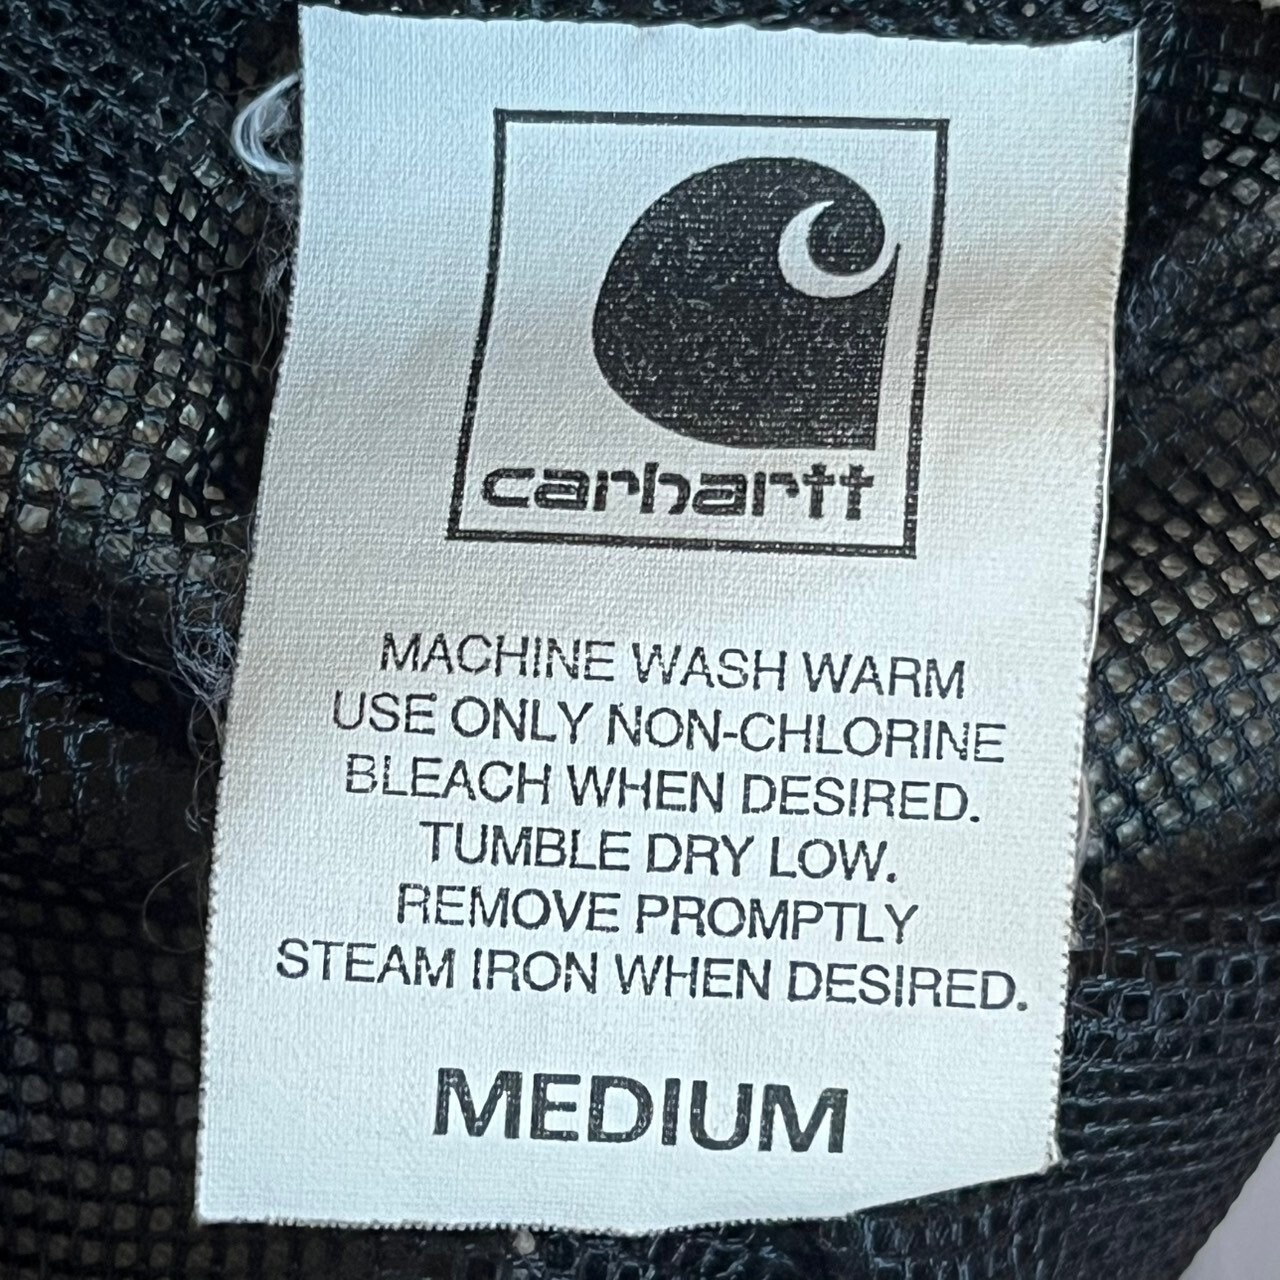 carhartt
MACHINE WASH WARM
USE ONLY NON-CHLORINE
BLEACH WHEN DESIRED.
TUMBLE DRY LOW.
REMOVE PROMPTLY
STEAM IRON WHEN DESIRED.
MEDIUM